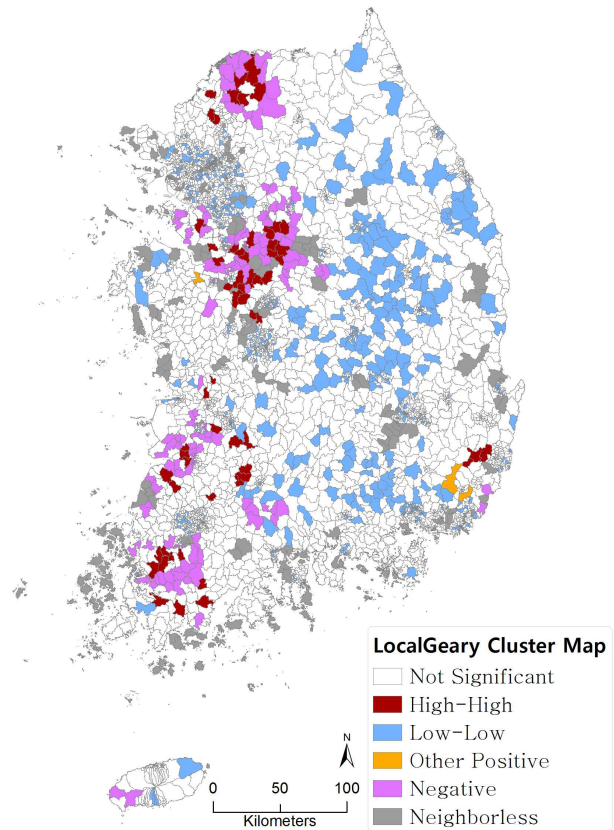 LocalGeary Cluster Map
Not Significant
High-High
Low-Low
Other Positive
Negative
Neighborless
N
0 50 100
Kilometers